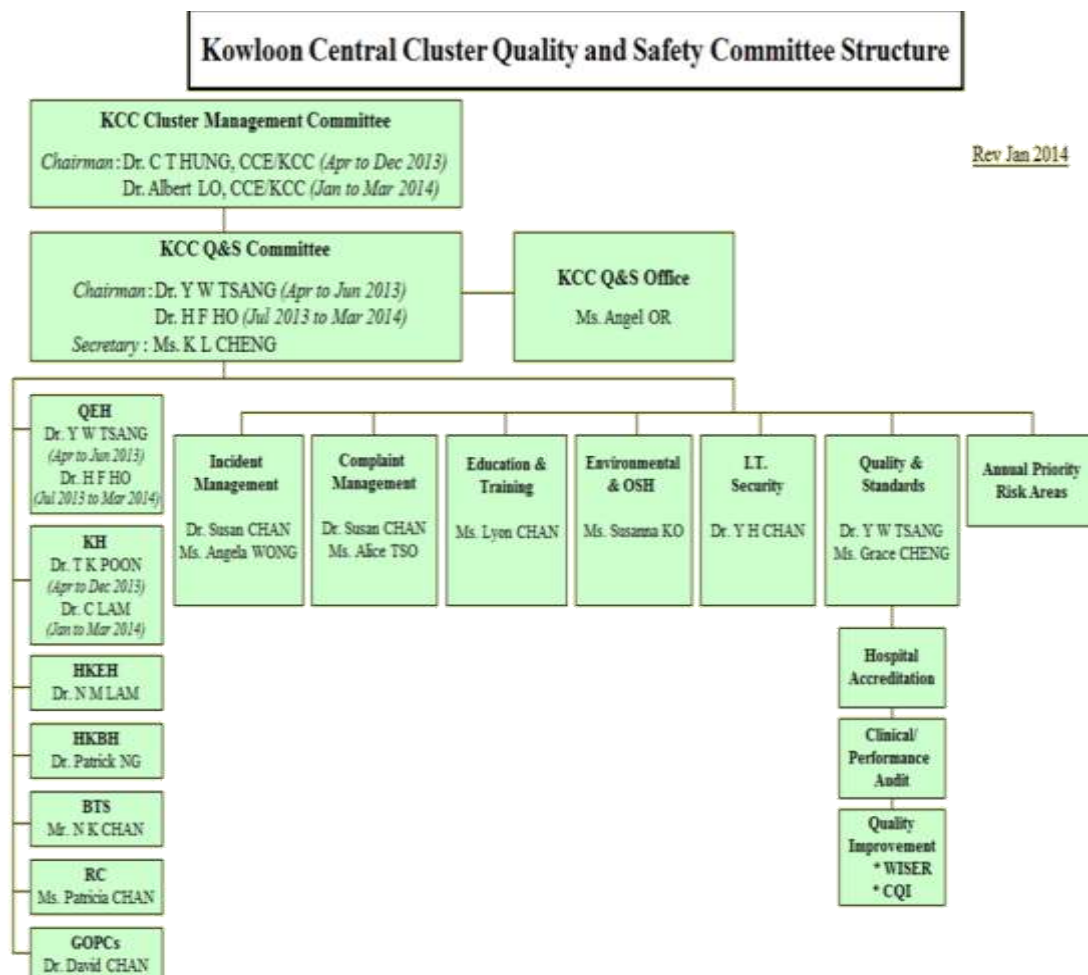 Kowloon Central Cluster Quality and Safety Committee Structure
Rev Jan 2014
KCC Cluster Management Committee
Chairman : Dr. C T HUNG, CCE/KCC (Apr to Dec 2013)
Dr. Albert LO, CCE/KCC (Jan to Mar 2014)
KCC Q&S Committee
Chairman : Dr. Y W TSANG (Apr to Jun 2013)
Dr. H F HO (Jul 2013 to Mar 2014)
Secretary : Ms. K L CHENG
KCC Q&S Office
Ms. Angel OR
QEH
Dr. Y W TSANG
(Apr to Jun 2013)
Dr. H F HO
(Jul 2013 to Mar 2014)
KH
Dr. T K POON
(Apr to Dec 2013)
Dr. C LAM
(Jan to Mar 2014)
HKEH
Dr. N M LAM
HKBH
Dr. Patrick NG
BTS
Mr. N K CHAN
RC
Ms. Patricia CHAN
GOPCs
Dr. David CHAN
Incident
Management
Dr. Susan CHAN
Ms. Angela WONG
Complaint
Management
Dr. Susan CHAN
Ms. Alice TSO
Education &
Training
Ms. Lyon CHAN
Environmental
& OSH
Ms. Susanna KO
I.T.
Security
Dr. Y H CHAN
Quality &
Standards
Dr. Y W TSANG
Ms. Grace CHENG
Annual Priority
Risk Areas
Hospital
Accreditation
Clinical/
Performance
Audit
Quality
Improvement
* WISER
* CQI